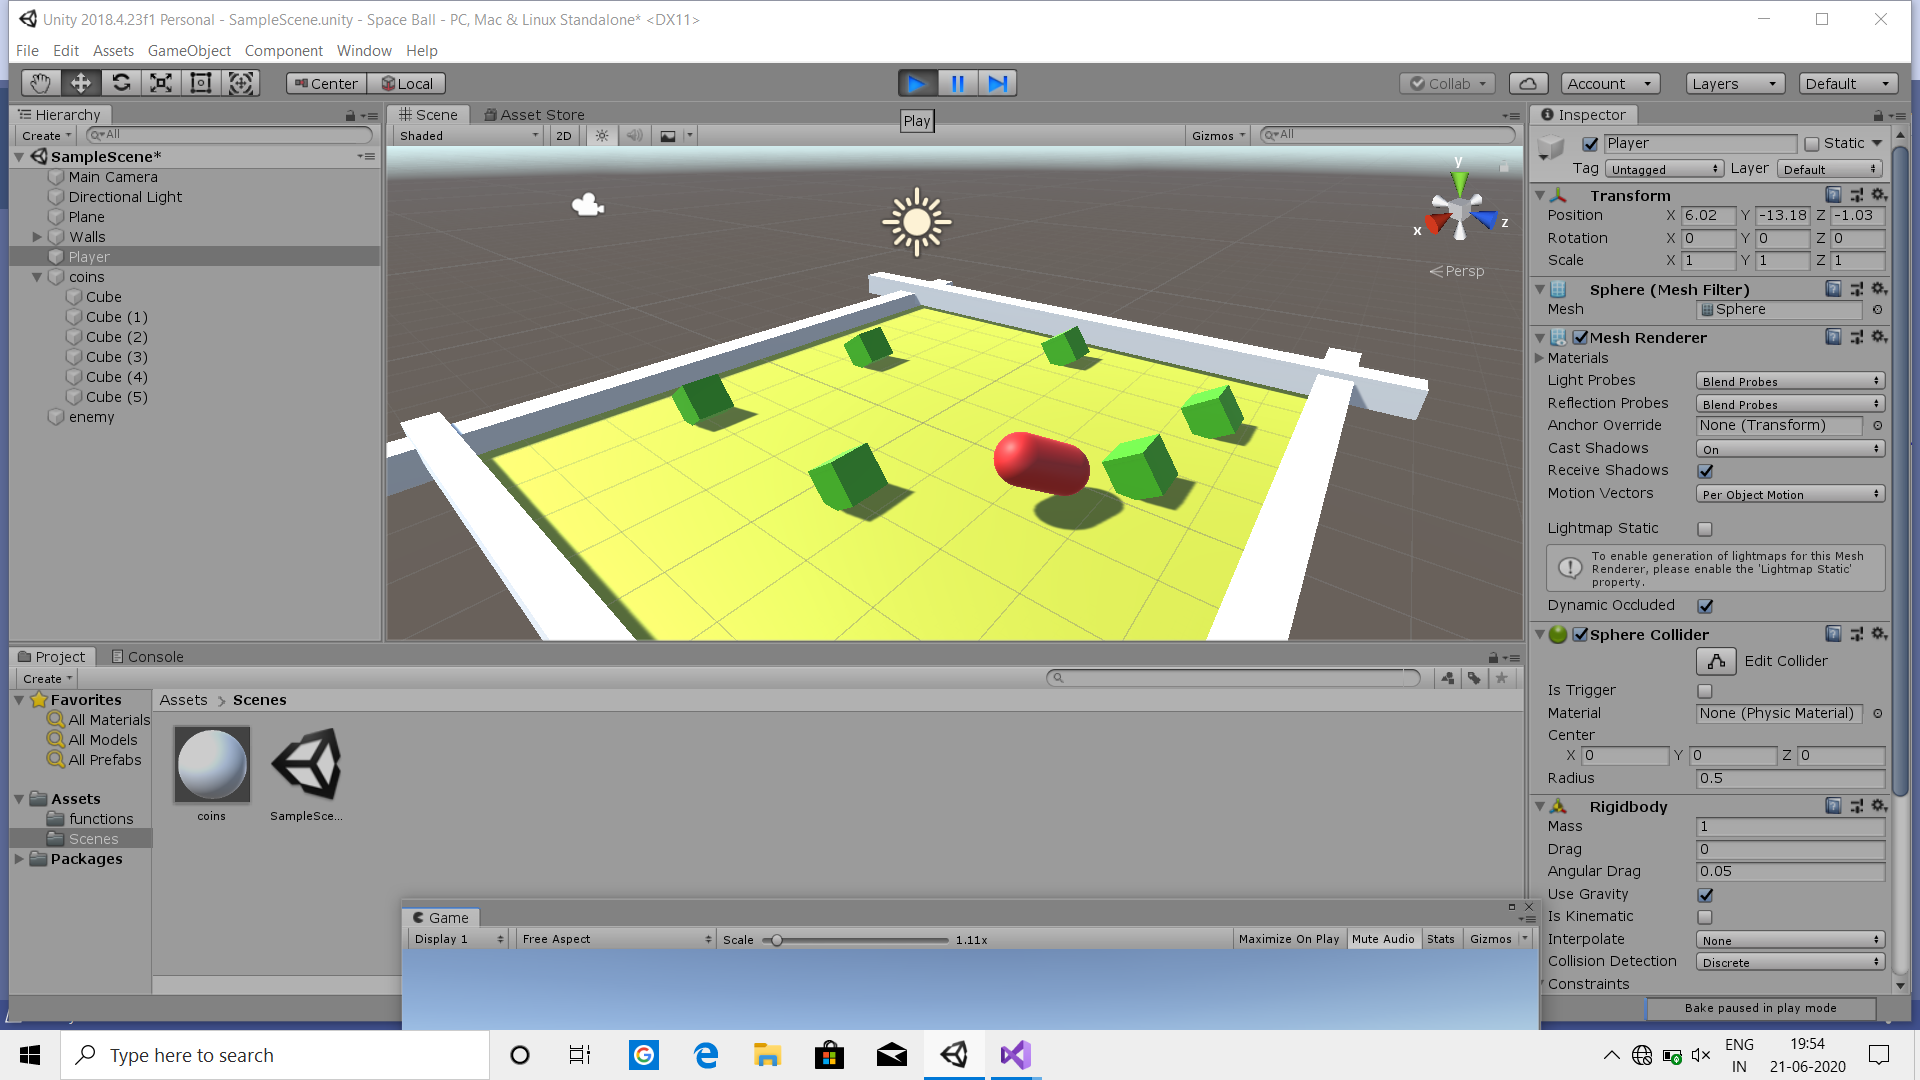 Unity 2018.4.23f1 Personal - SampleScene.unity - Space Ball - PC, Mac & Linux Standalone* <DX11>
File Edit Assets GameObject Component Window Help
Center Local Collab Account Layers Default
Play
Hierarchy
Create All
SampleScene*
Main Camera
Directional Light
Plane
Walls
Player
coins
Cube
Cube (1)
Cube (2)
Cube (3)
Cube (4)
Cube (5)
enemy
Scene Asset Store
Shaded 2D Gizmos All
y
x z
Persp
Inspector
Player Static
Tag Untagged Layer Default
Transform
Position X 6.02 Y -13.18 Z -1.03
Rotation X 0 Y 0 Z 0
Scale X 1 Y 1 Z 1
Sphere (Mesh Filter)
Mesh Sphere
Mesh Renderer
Materials
Light Probes Blend Probes
Reflection Probes Blend Probes
Anchor Override None (Transform)
Cast Shadows On
Receive Shadows
Motion Vectors Per Object Motion
Lightmap Static
To enable generation of lightmaps for this Mesh
Renderer, please enable the 'Lightmap Static'
property.
Dynamic Occluded
Sphere Collider
Edit Collider
Is Trigger
Material None (Physic Material)
Center
X 0 Y 0 Z 0
Radius 0.5
Rigidbody
Mass 1
Drag 0
Angular Drag 0.05
Use Gravity
Is Kinematic
Interpolate None
Collision Detection Discrete
Constraints
Bake paused in play mode
Project Console
Create
Favorites
All Materials
All Models
All Prefabs
Assets
functions
Scenes
Packages
Assets Scenes
coins SampleSce...
Game
Display 1 Free Aspect Scale 1.11x Maximize On Play Mute Audio Stats Gizmos
Type here to search
ENG
IN
19:54
21-06-2020